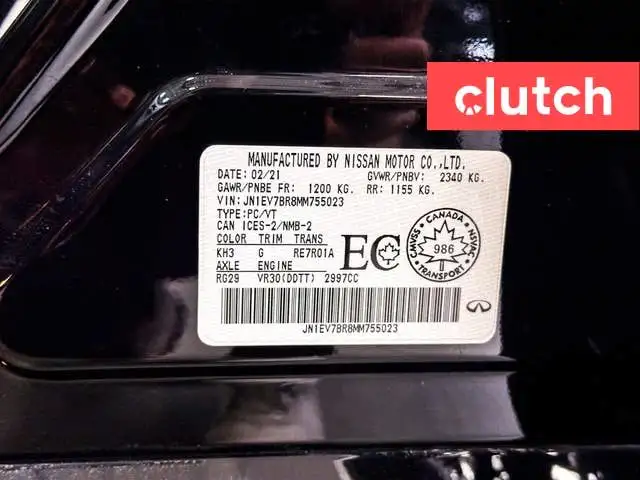 clutch
MANUFACTURED BY NISSAN MOTOR CO.,LTD.
DATE: 02/21 GVWR/PNBV: 2340 KG.
GAWR/PNBE FR: 1200 KG. RR: 1155 KG.
VIN: JN1EV7BR8MM755023
TYPE: PC/VT
CAN ICES-2/NMB-2
COLOR TRIM TRANS
KH3 G RE7R01A
AXLE ENGINE
RG29 VR30(DDTT) 2997CC
EC
CANADA
CMVSS 986 NSVAC
TRANSPORT
JN1EV7BR8MM755023